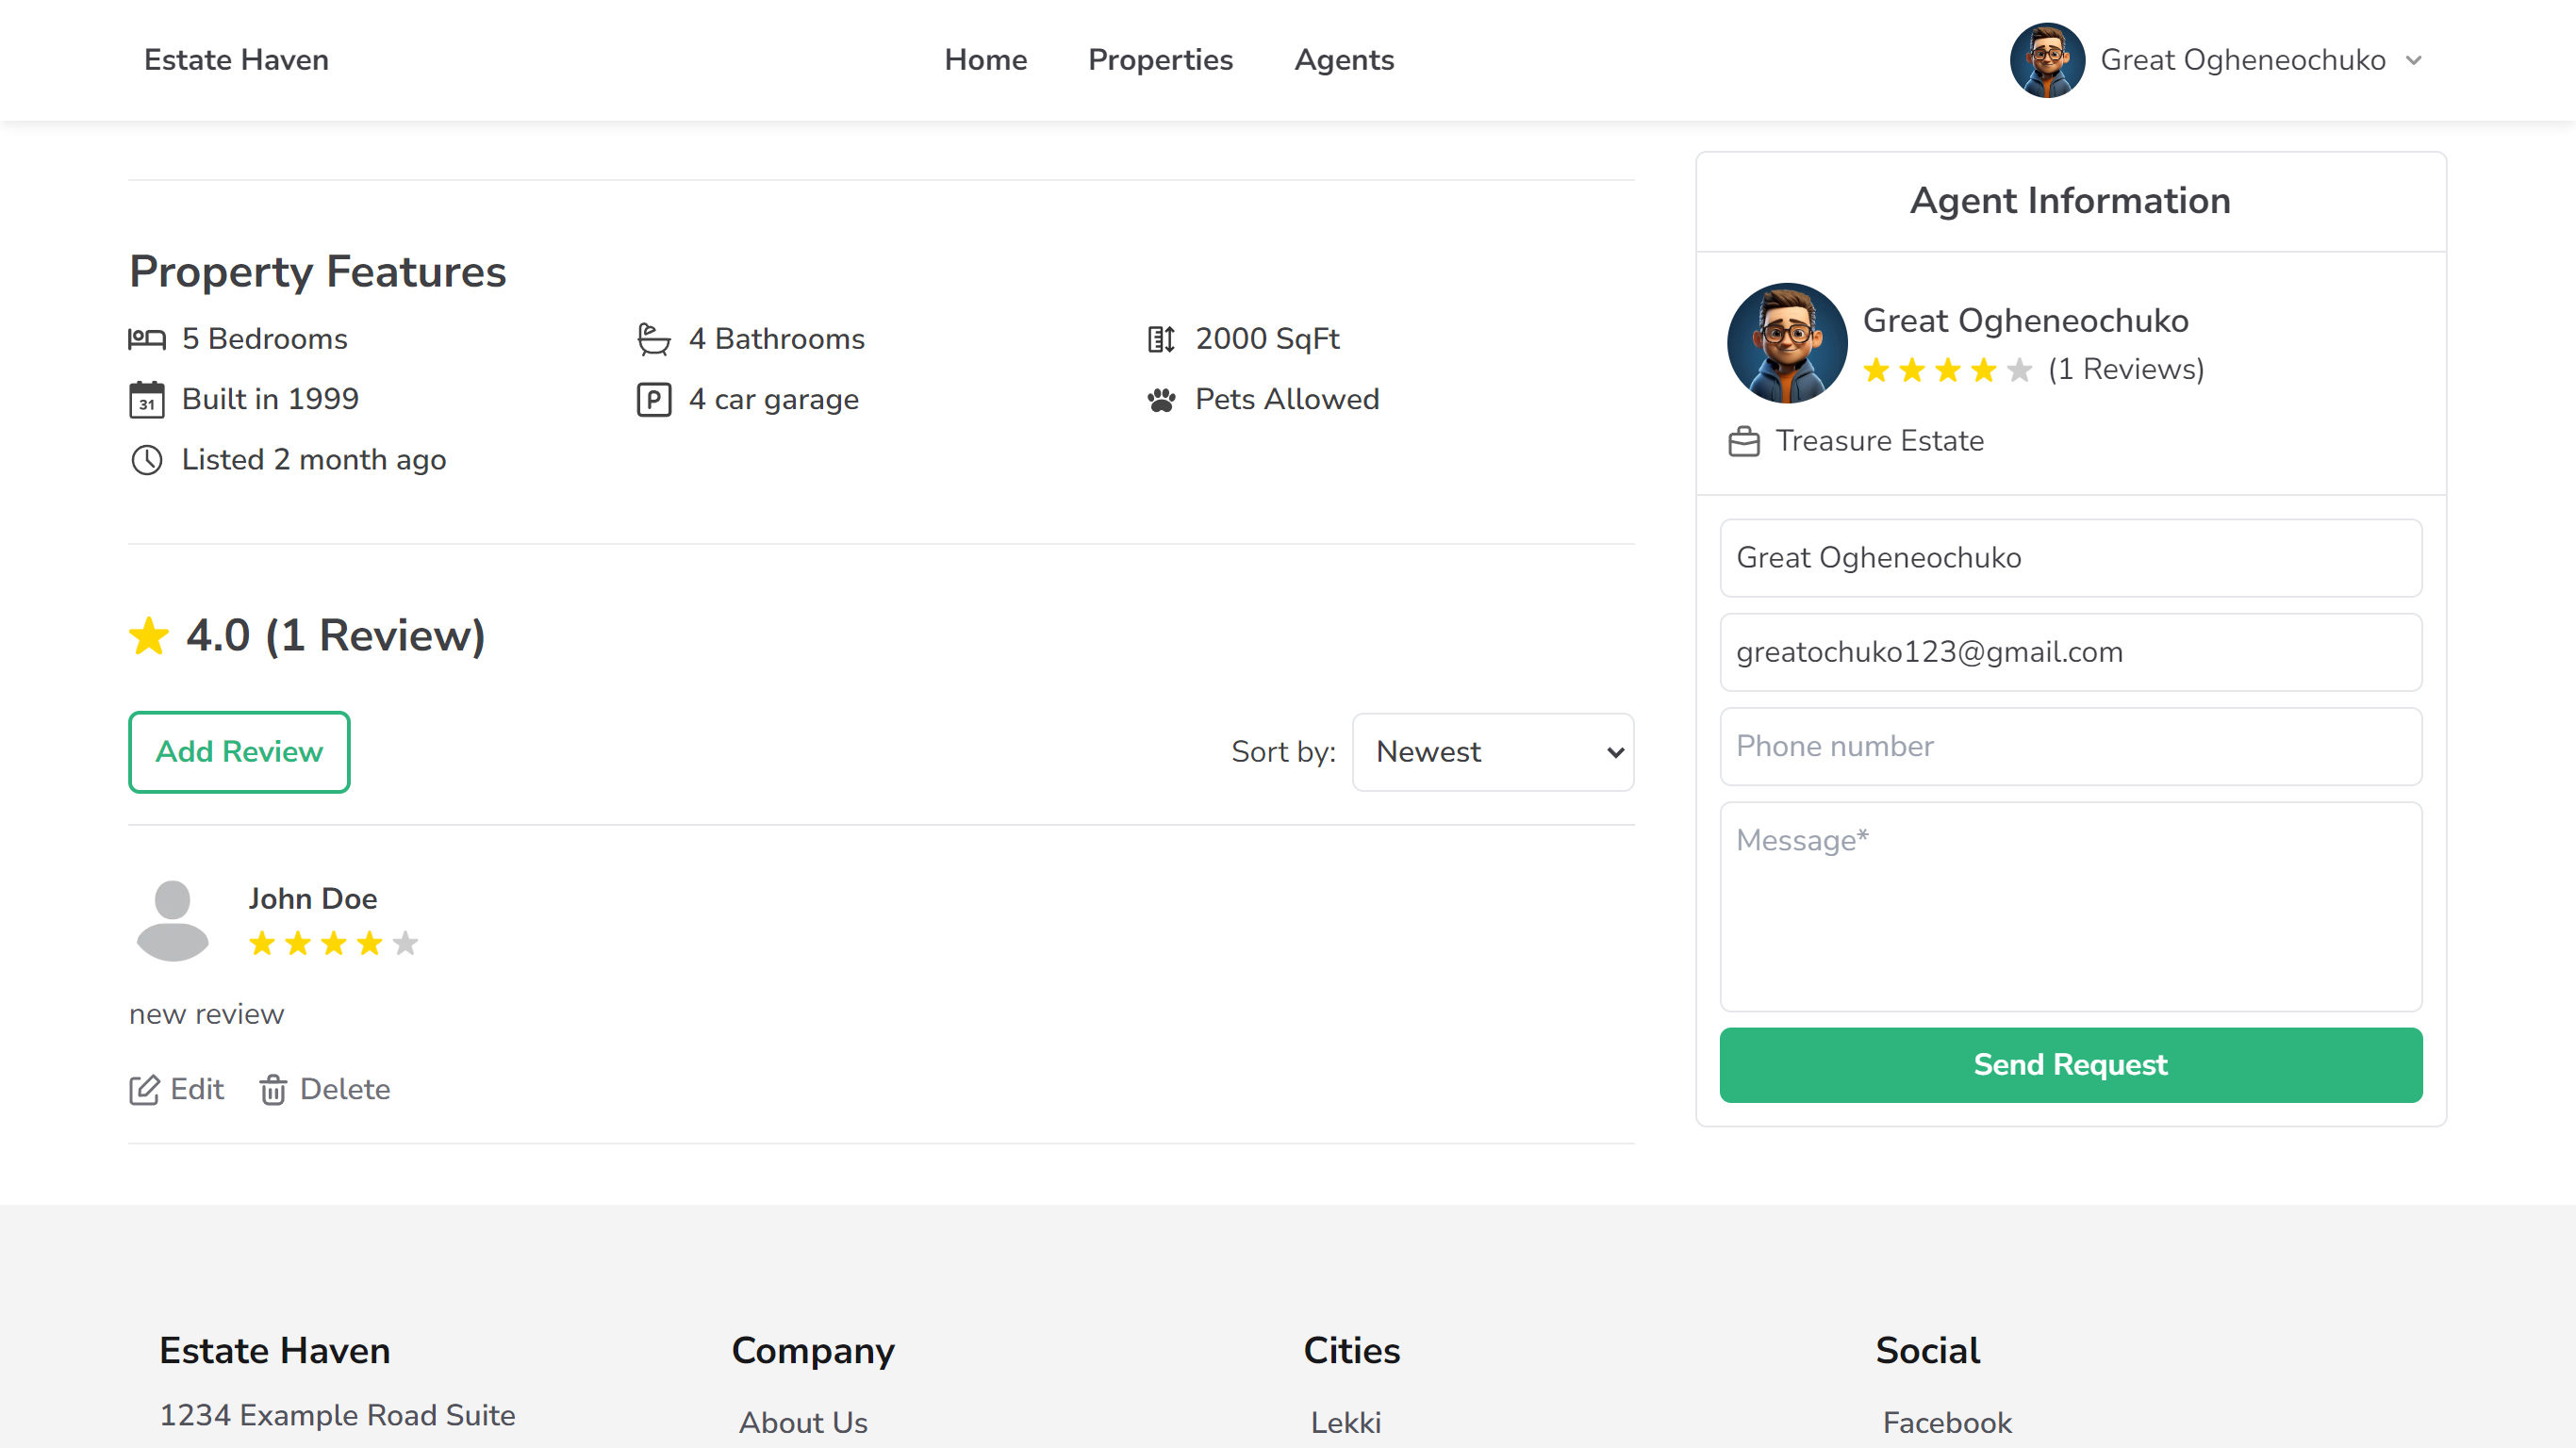 Estate Haven
Home
Properties
Agents
Great Ogheneochuko
Property Features
5 Bedrooms
4 Bathrooms
2000 SqFt
31
Built in 1999
P
4 car garage
Pets Allowed
Listed 2 month ago
4.0 (1 Review)
Add Review
Sort by:
Newest
John Doe
new review
Edit
Delete
Agent Information
Great Ogheneochuko
(1 Reviews)
Treasure Estate
Great Ogheneochuko
greatochuko123@gmail.com
Phone number
Message*
Send Request
Estate Haven
1234 Example Road Suite
Company
About Us
Cities
Lekki
Social
Facebook